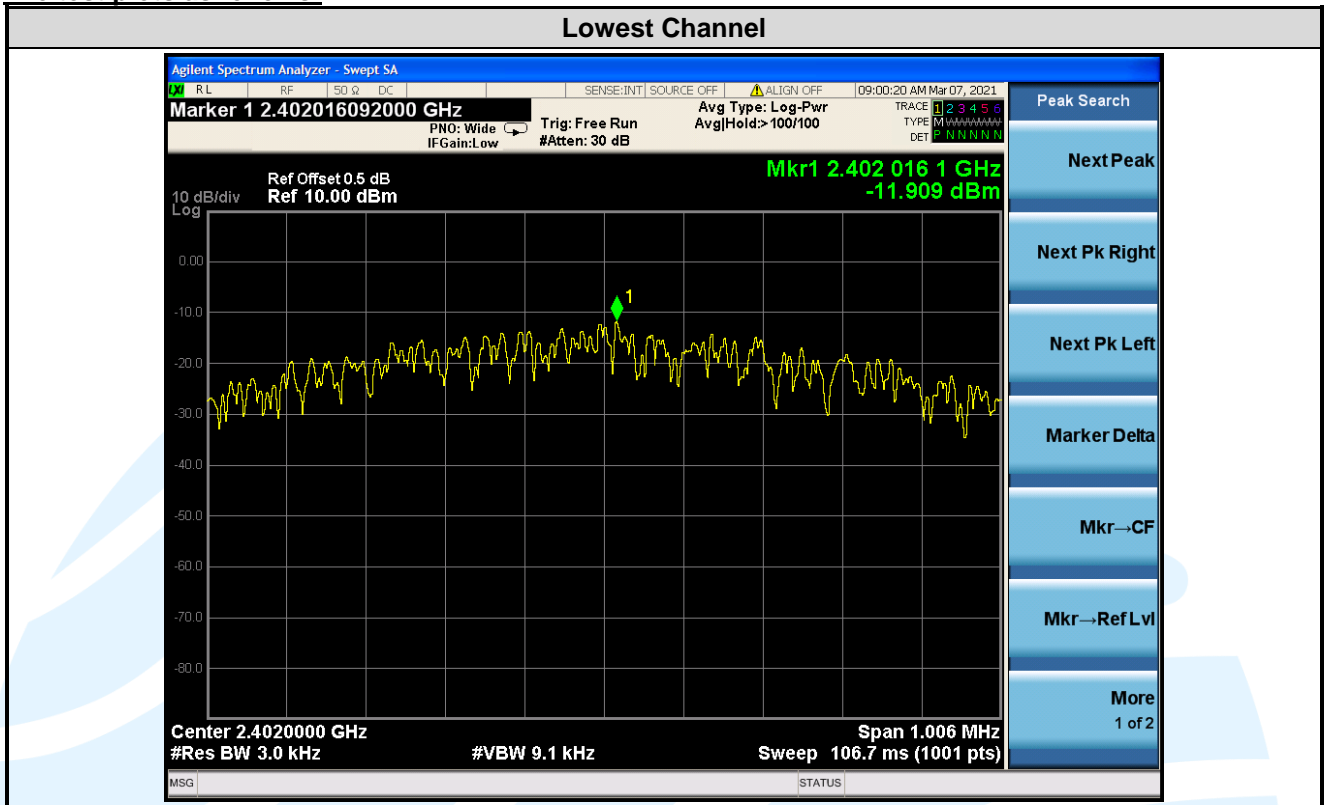 Lowest Channel
Agilent Spectrum Analyzer - Swept SA
LXI RL RF 50 Ω DC SENSE:INT SOURCE OFF ALIGN OFF 09:00:20 AM Mar 07, 2021
Marker 1 2.402016092000 GHz
PNO: Wide
IFGain:Low
Trig: Free Run
#Atten: 30 dB
Avg Type: Log-Pwr
Avg|Hold:>100/100
TRACE 1 2 3 4 5 6
TYPE M WWWWW
DET P N N N N N
Ref Offset 0.5 dB
10 dB/div Ref 10.00 dBm
Log
Mkr1 2.402 016 1 GHz
-11.909 dBm
1
0.00
-10.0
-20.0
-30.0
-40.0
-50.0
-60.0
-70.0
-80.0
Center 2.4020000 GHz Span 1.006 MHz
#Res BW 3.0 kHz #VBW 9.1 kHz Sweep 106.7 ms (1001 pts)
MSG STATUS
Peak Search
Next Peak
Next Pk Right
Next Pk Left
Marker Delta
Mkr→CF
Mkr→Ref Lvl
More
1 of 2